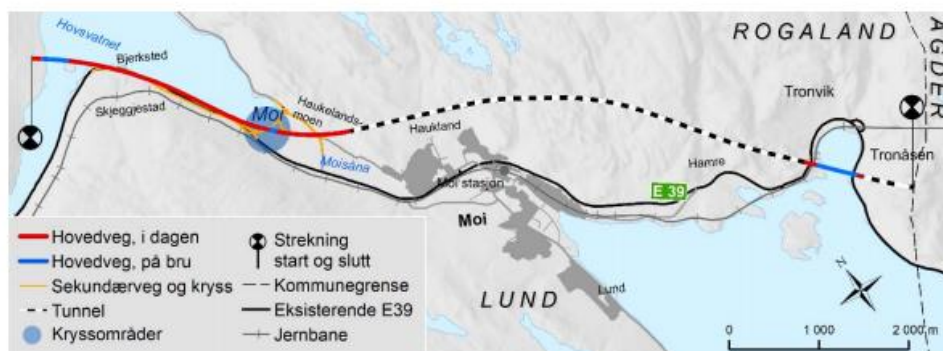 ROGALAND
AGDER
Hovsvatnet
Bjerksted
Skjeggjestad
Moi
Haukelands-
moen
Moisåna
Haukland
Moi stasjon
Moi
Hamre
E 39
Tronvik
Tronåsen
LUND
Lund
N
Hovedveg, i dagen
Hovedveg, på bru
Sekundærveg og kryss
Tunnel
Kryssområder
Strekning
start og slutt
Kommunegrense
Eksisterende E39
Jernbane
0 1 000 2 000 m